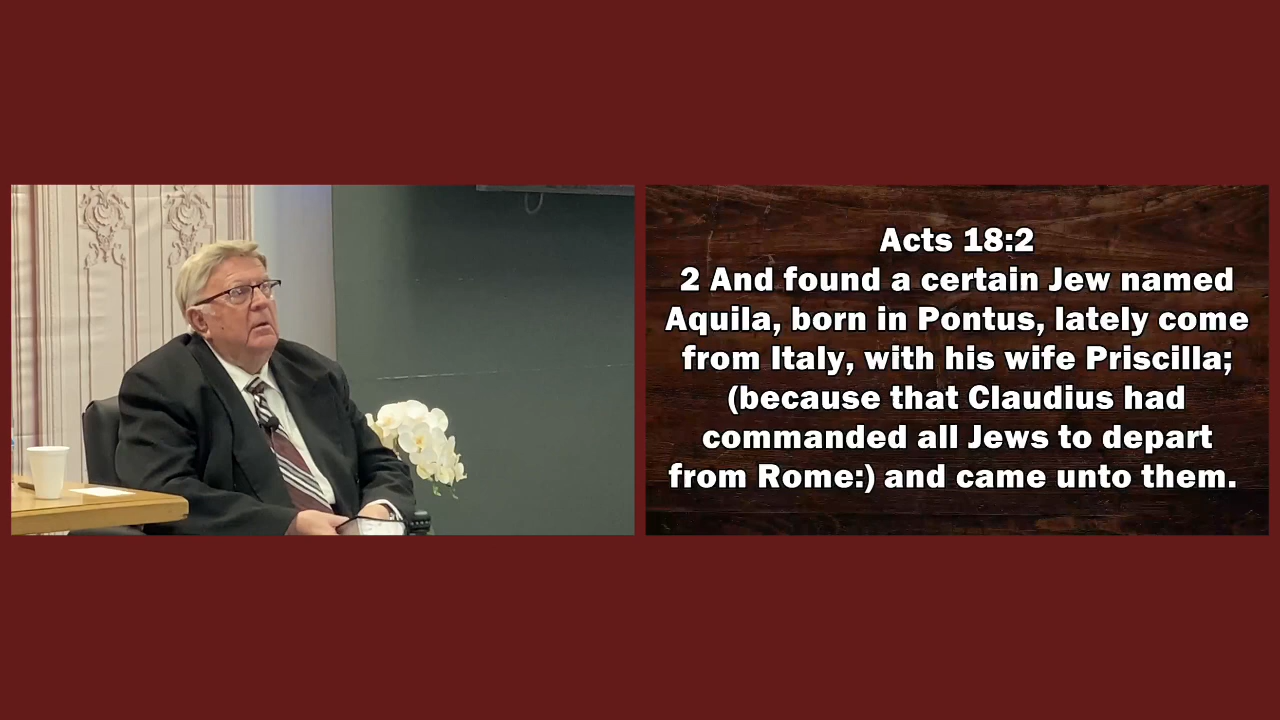 Acts 18:2
2 And found a certain Jew named
Aquila, born in Pontus, lately come
from Italy, with his wife Priscilla;
(because that Claudius had
commanded all Jews to depart
from Rome:) and came unto them.